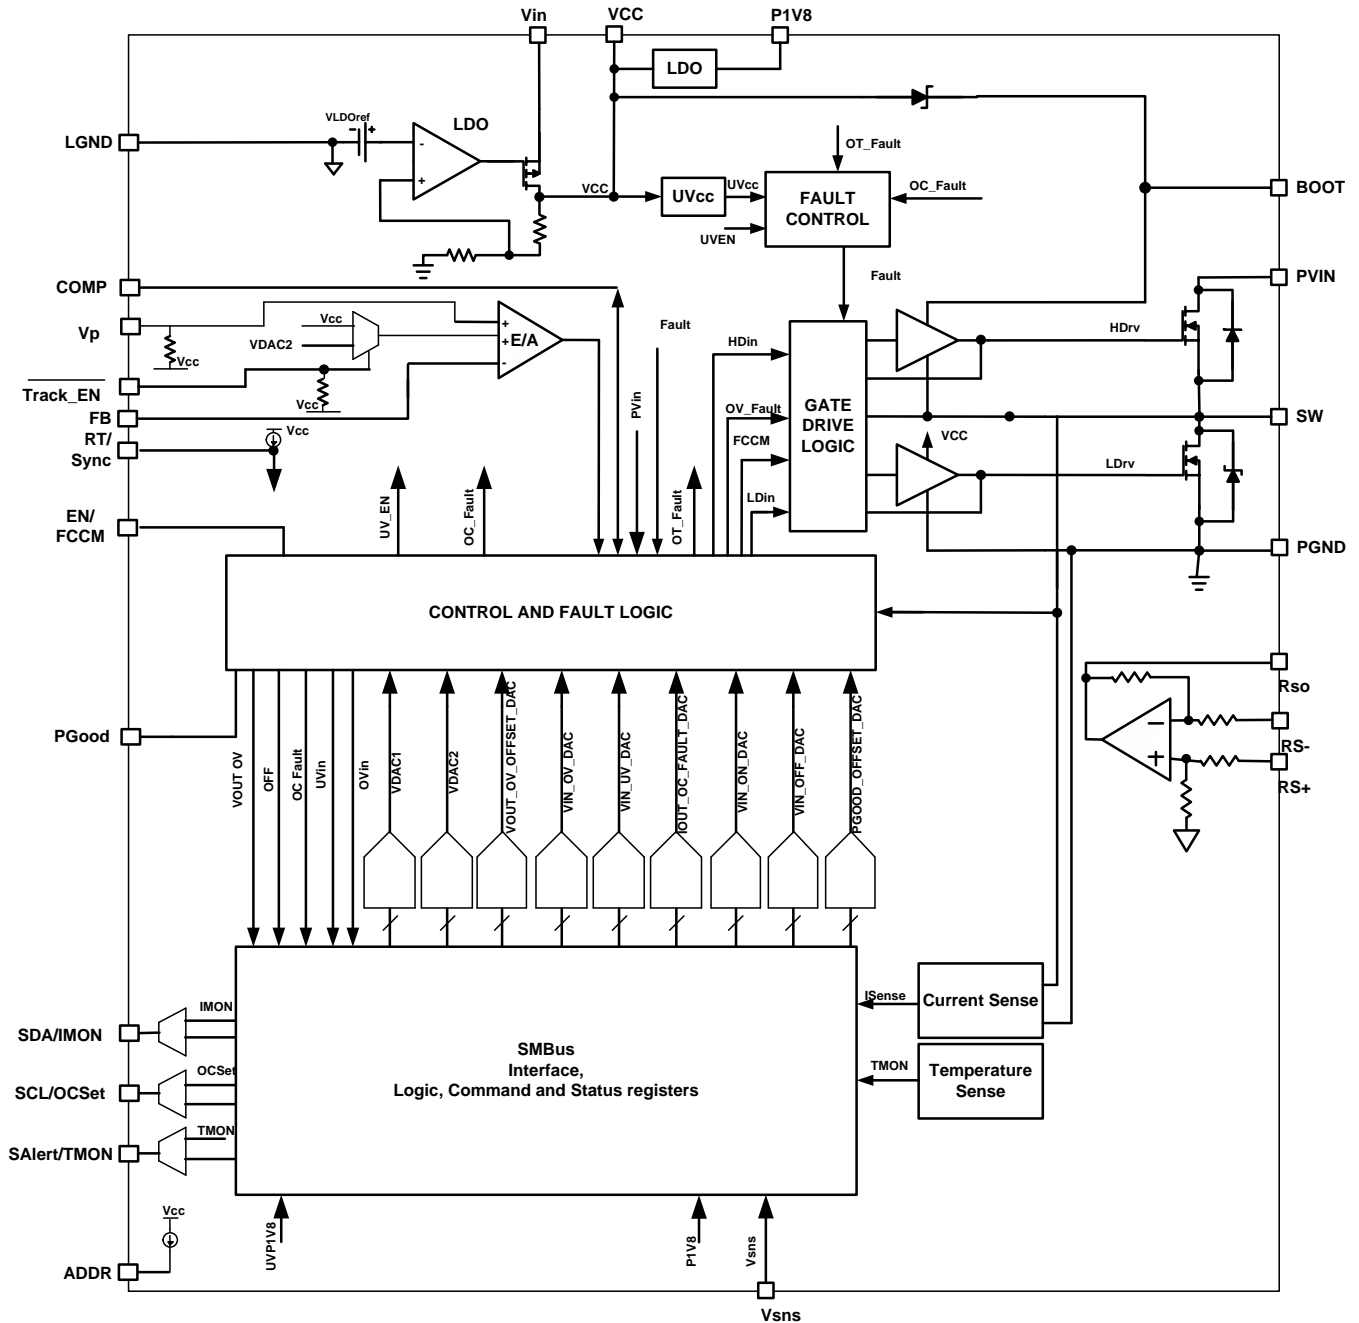 Vin
VCC
P1V8
LDO
LGND
VLDOref
-
+
LDO
-
+
OT_Fault
VCC
UVcc
UVcc
FAULT
CONTROL
OC_Fault
UVEN
BOOT
Fault
COMP
PVIN
Vp
Vcc
VDAC2
Vcc
+
+
-
E/A
Fault
HDin
HDrv
Track_EN
Vcc
FB
RT/
Sync
Vcc
PVin
OV_Fault
FCCM
LDin
GATE
DRIVE
LOGIC
VCC
SW
LDrv
EN/
FCCM
UV_EN
OC_Fault
OT_Fault
PGND
CONTROL AND FAULT LOGIC
Rso
RS-
RS+
PGood
VOUT OV
OFF
OC Fault
UVin
OVin
VDAC1
VDAC2
VOUT_OV_OFFSET_DAC
VIN_OV_DAC
VIN_UV_DAC
IOUT_OC_FAULT_DAC
VIN_ON_DAC
VIN_OFF_DAC
PGOOD_OFFSET_DAC
SDA/IMON
IMON
SCL/OCSet
OCSet
SAlert/TMON
TMON
SMBus
Interface,
Logic, Command and Status registers
ISense
Current Sense
TMON
Temperature
Sense
Vcc
ADDR
UVP1V8
P1V8
Vsns
Vsns